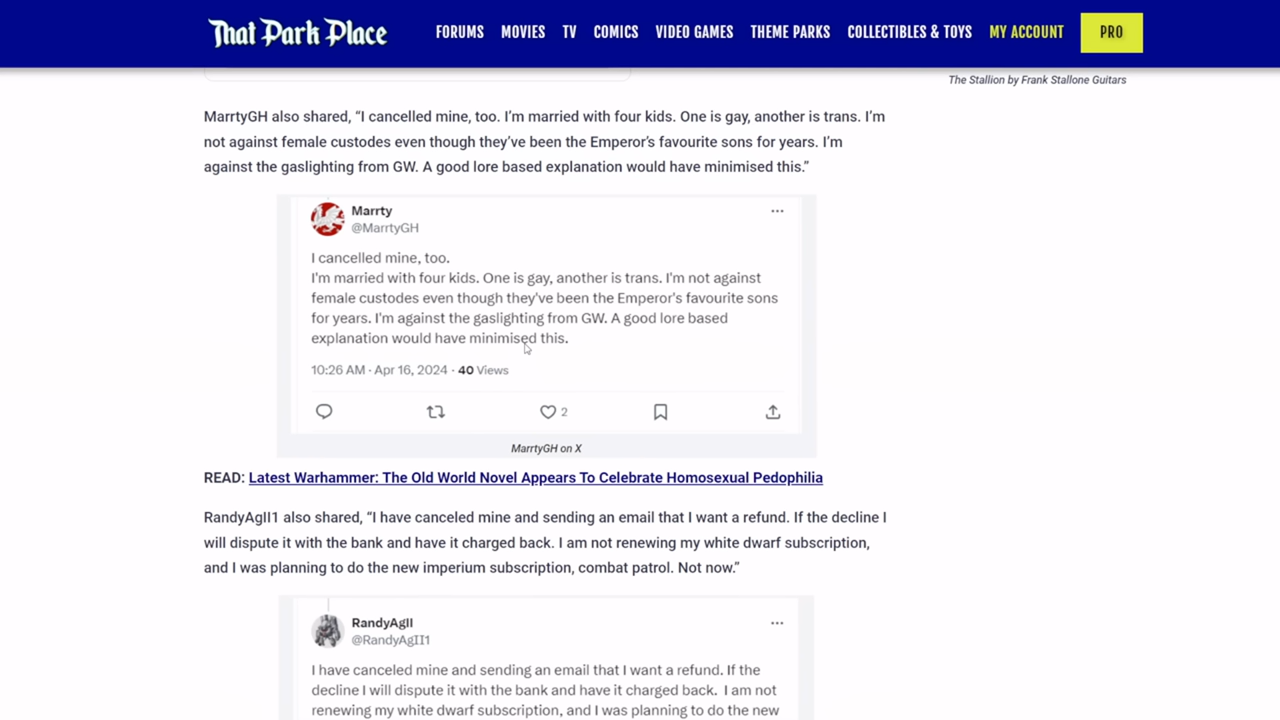 That Park Place
FORUMS MOVIES TV COMICS VIDEO GAMES THEME PARKS COLLECTIBLES & TOYS MY ACCOUNT PRO
The Stallion by Frank Stallone Guitars
MarrtyGH also shared, “I cancelled mine, too. I’m married with four kids. One is gay, another is trans. I’m
not against female custodes even though they’ve been the Emperor’s favourite sons for years. I’m
against the gaslighting from GW. A good lore based explanation would have minimised this.”
Marrty
@MarrtyGH
I cancelled mine, too.
I'm married with four kids. One is gay, another is trans. I'm not against
female custodes even though they've been the Emperor's favourite sons
for years. I'm against the gaslighting from GW. A good lore based
explanation would have minimised this.
10:26 AM · Apr 16, 2024 · 40 Views
2
MarrtyGH on X
READ: Latest Warhammer: The Old World Novel Appears To Celebrate Homosexual Pedophilia
RandyAgII1 also shared, “I have canceled mine and sending an email that I want a refund. If the decline I
will dispute it with the bank and have it charged back. I am not renewing my white dwarf subscription,
and I was planning to do the new imperium subscription, combat patrol. Not now.”
RandyAgII
@RandyAgII1
I have canceled mine and sending an email that I want a refund. If the
decline I will dispute it with the bank and have it charged back. I am not
renewing my white dwarf subscription, and I was planning to do the new